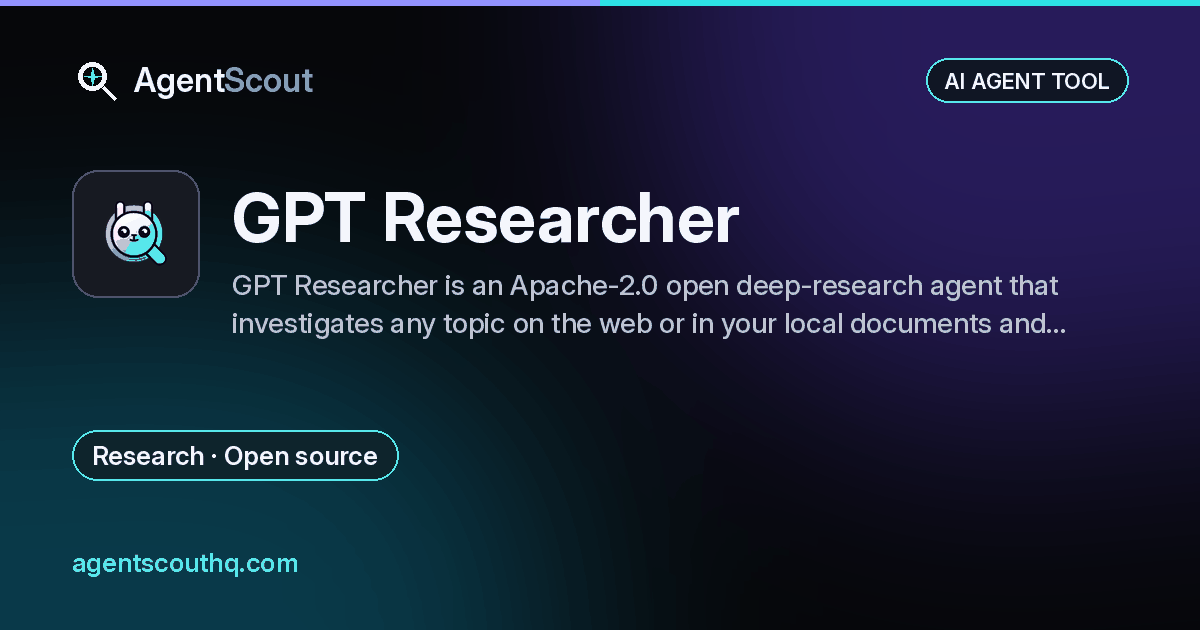 AgentScout
AI AGENT TOOL
GPT Researcher
GPT Researcher is an Apache-2.0 open deep-research agent that
investigates any topic on the web or in your local documents and...
Research · Open source
agentscouthq.com